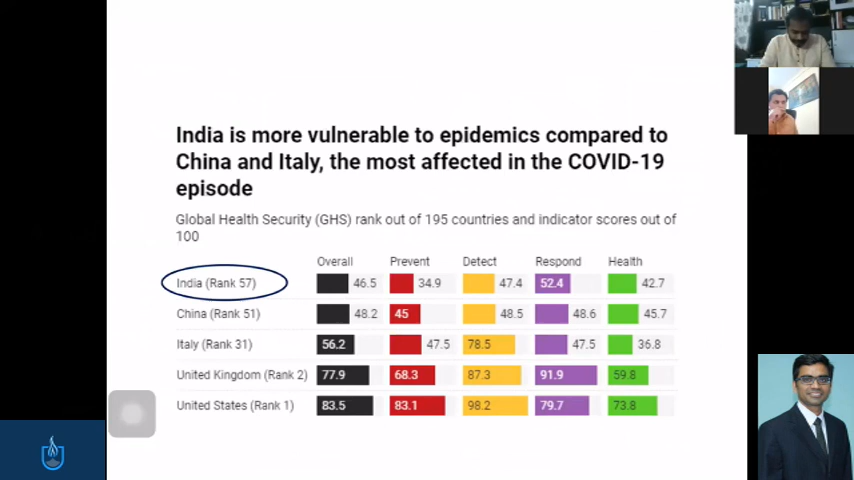 India is more vulnerable to epidemics compared to
China and Italy, the most affected in the COVID-19
episode
Global Health Security (GHS) rank out of 195 countries and indicator scores out of
100
Overall Prevent Detect Respond Health
India (Rank 57) 46.5 34.9 47.4 52.4 42.7
China (Rank 51) 48.2 45 48.5 48.6 45.7
Italy (Rank 31) 56.2 47.5 78.5 47.5 36.8
United Kingdom (Rank 2) 77.9 68.3 87.3 91.9 59.8
United States (Rank 1) 83.5 83.1 98.2 79.7 73.8